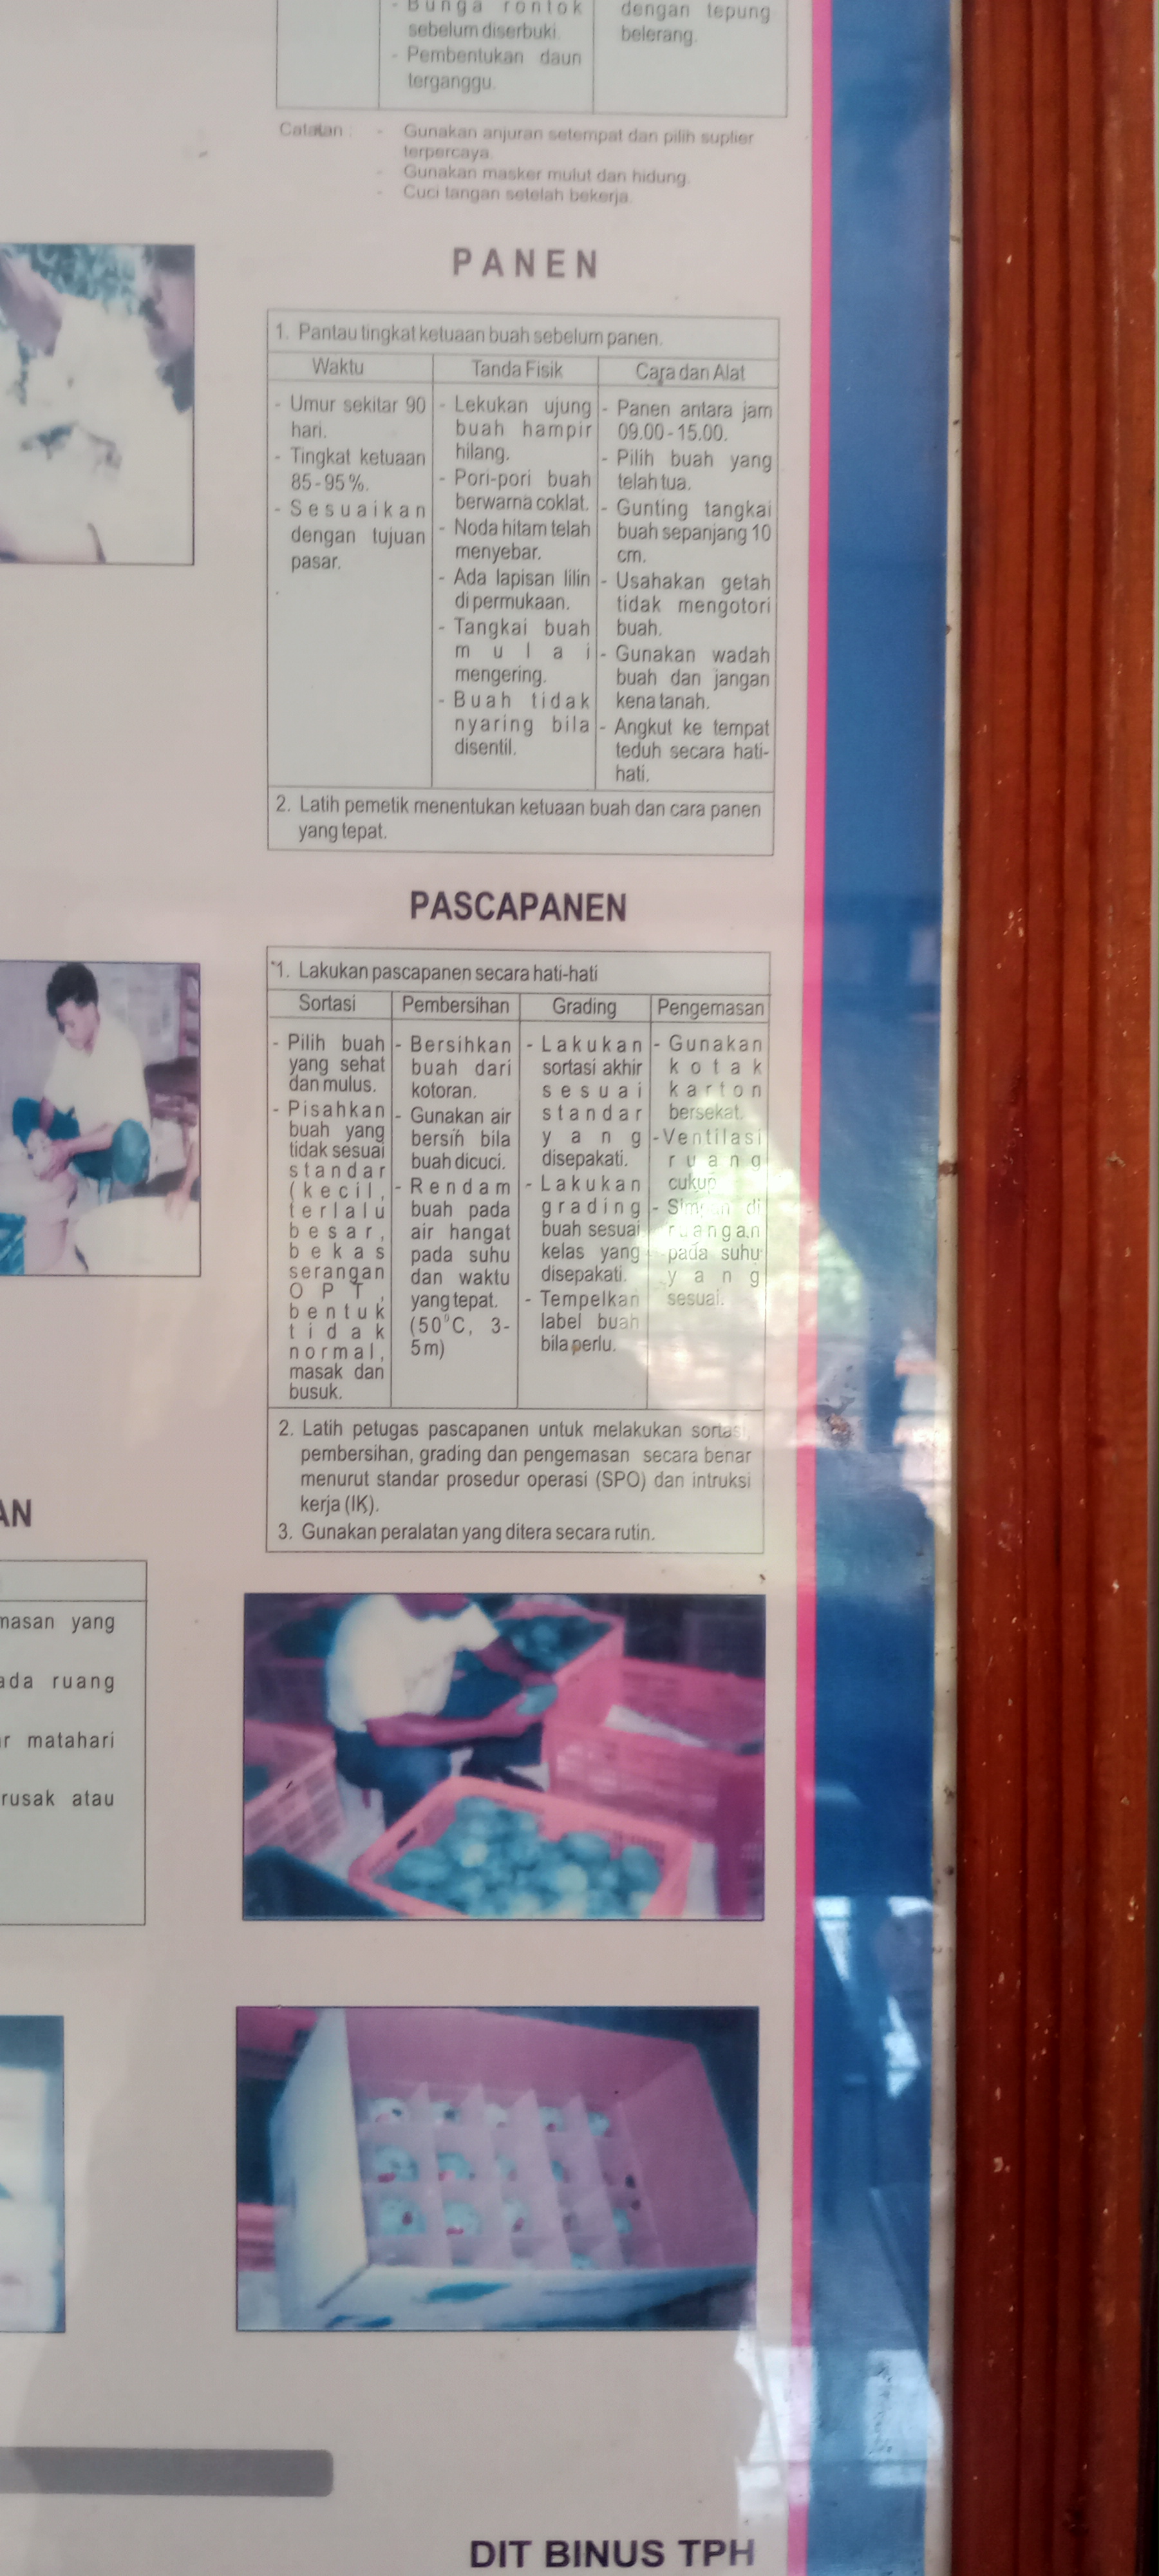 - Bunga rontok
sebelum diserbuki.
- Pembentukan daun
terganggu.
dengan tepung
belerang.
Catatan : - Gunakan anjuran setempat dan pilih suplier
terpercaya.
- Gunakan masker mulut dan hidung.
- Cuci tangan setelah bekerja.
PANEN
1. Pantau tingkat ketuaan buah sebelum panen.
Waktu
- Umur sekitar 90
hari.
- Tingkat ketuaan
85-95%.
- Sesuaikan
dengan tujuan
pasar.
Tanda Fisik
- Lekukan ujung
buah hampir
hilang.
- Pori-pori buah
berwarna coklat.
- Noda hitam telah
menyebar.
- Ada lapisan lilin
di permukaan.
- Tangkai buah
mulai
mengering.
- Buah tidak
nyaring bila
disentil.
Cara dan Alat
- Panen antara jam
09.00-15.00.
- Pilih buah yang
telah tua.
- Gunting tangkai
buah sepanjang 10
cm.
- Usahakan getah
tidak mengotori
buah.
- Gunakan wadah
buah dan jangan
kena tanah.
- Angkut ke tempat
teduh secara hati-
hati.
2. Latih pemetik menentukan ketuaan buah dan cara panen
yang tepat.
PASCAPANEN
1. Lakukan pascapanen secara hati-hati
Sortasi
- Pilih buah
yang sehat
dan mulus.
- Pisahkan
buah yang
tidak sesuai
standar
(kecil,
terlalu
besar,
bekas
serangan
OPT,
bentuk
tidak
normal,
masak dan
busuk.
Pembersihan
- Bersihkan
buah dari
kotoran.
- Gunakan air
bersih bila
buah dicuci.
- Rendam
buah pada
air hangat
pada suhu
dan waktu
yang tepat.
(50°C, 3-
5m)
Grading
- Lakukan
sortasi akhir
sesuai
standar
yang
disepakati.
- Lakukan
grading
buah sesuai
kelas yang
disepakati.
- Tempelkan
label buah
bila perlu.
Pengemasan
- Gunakan
kotak
karton
bersekat.
- Ventilasi
ruang
cukup
- Simpan di
ruangan
pada suhu
yang
sesuai.
2. Latih petugas pascapanen untuk melakukan sortasi,
pembersihan, grading dan pengemasan secara benar
menurut standar prosedur operasi (SPO) dan intruksi
kerja (IK).
3. Gunakan peralatan yang ditera secara rutin.
AN
masan yang
ada ruang
r matahari
rusak atau
DIT BINUS TPH